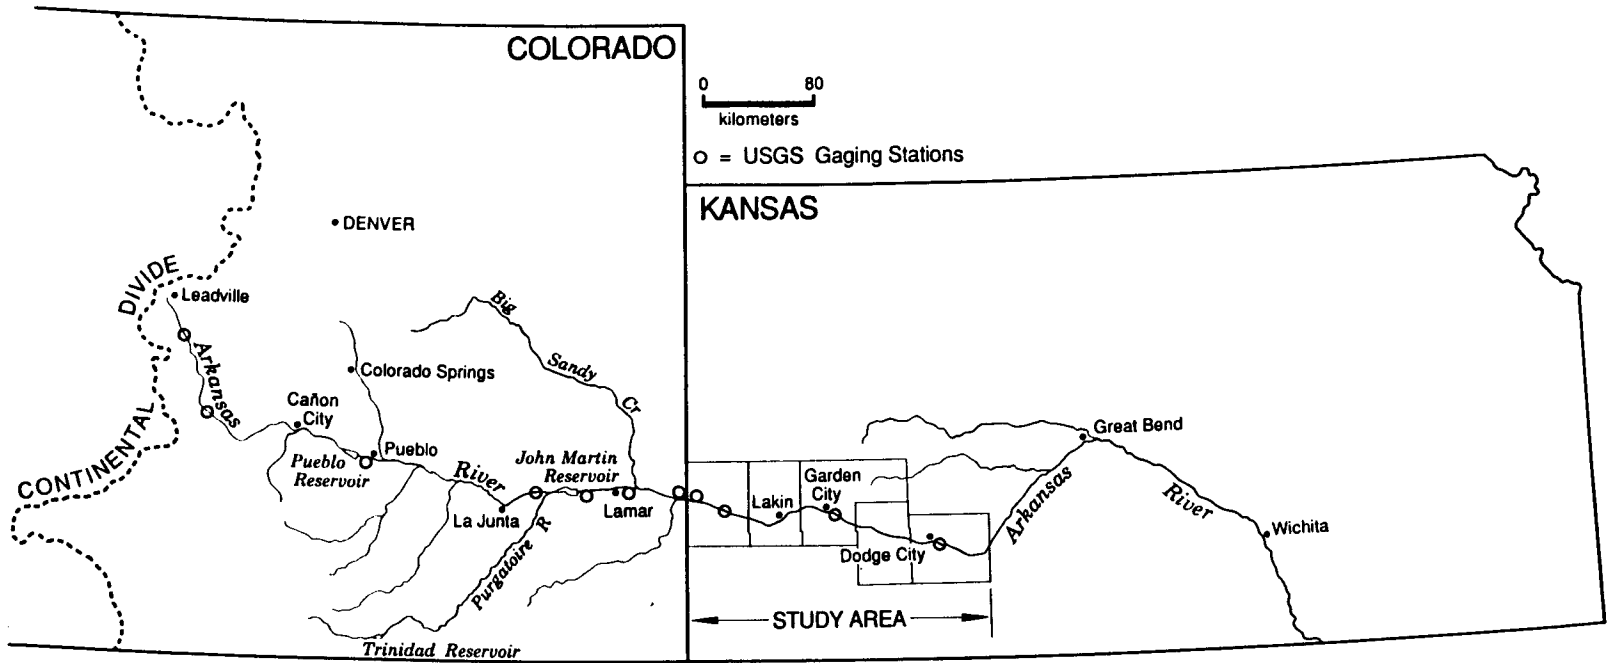 COLORADO
0 80
kilometers
O = USGS Gaging Stations
KANSAS
DENVER
DIVIDE
Leadville
Big
Arkansas
Sandy
Colorado Springs
Cr
Cañon
City
CONTINENTAL
Great Bend
Pueblo
Pueblo
Reservoir
River
John Martin
Reservoir
Garden
City
Lakin
Arkansas
River
La Junta
Lamar
Wichita
Purgatoire R
Dodge City
STUDY AREA
Trinidad Reservoir